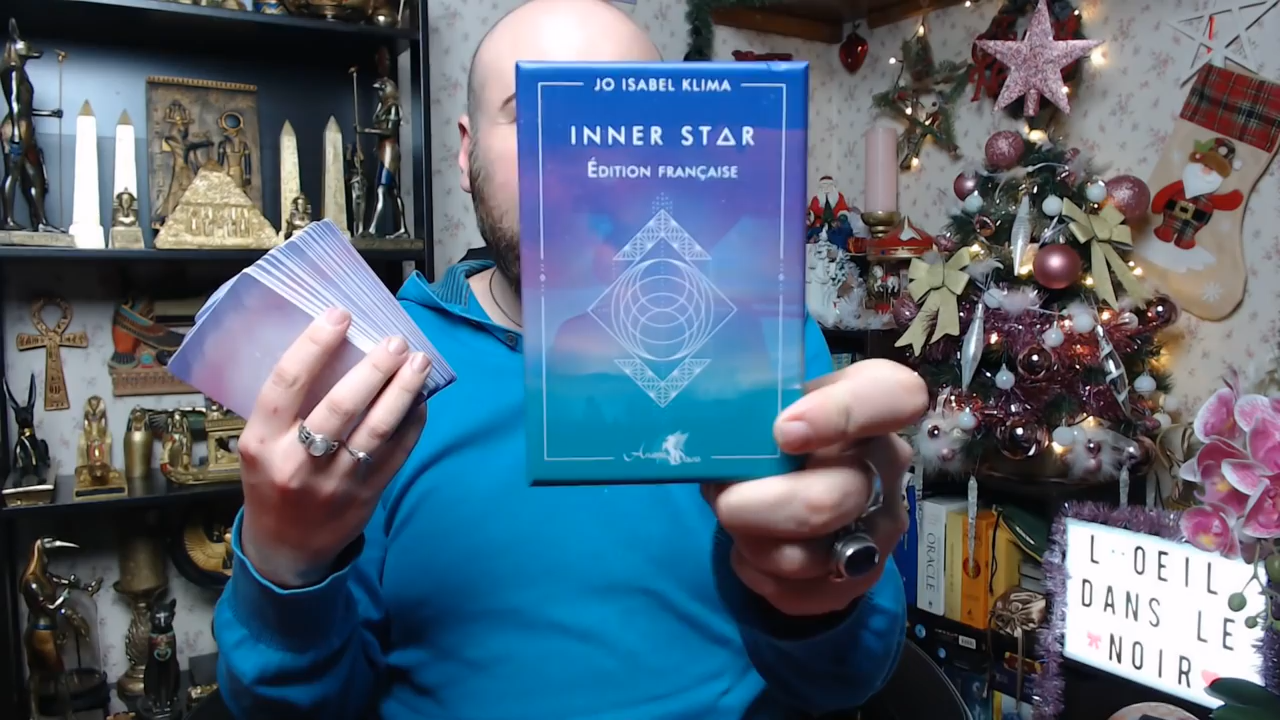 JO ISABEL KLIMA
INNER STAR
ÉDITION FRANÇAISE
ORACLE
L'OEIL
DANS LE
NOIR